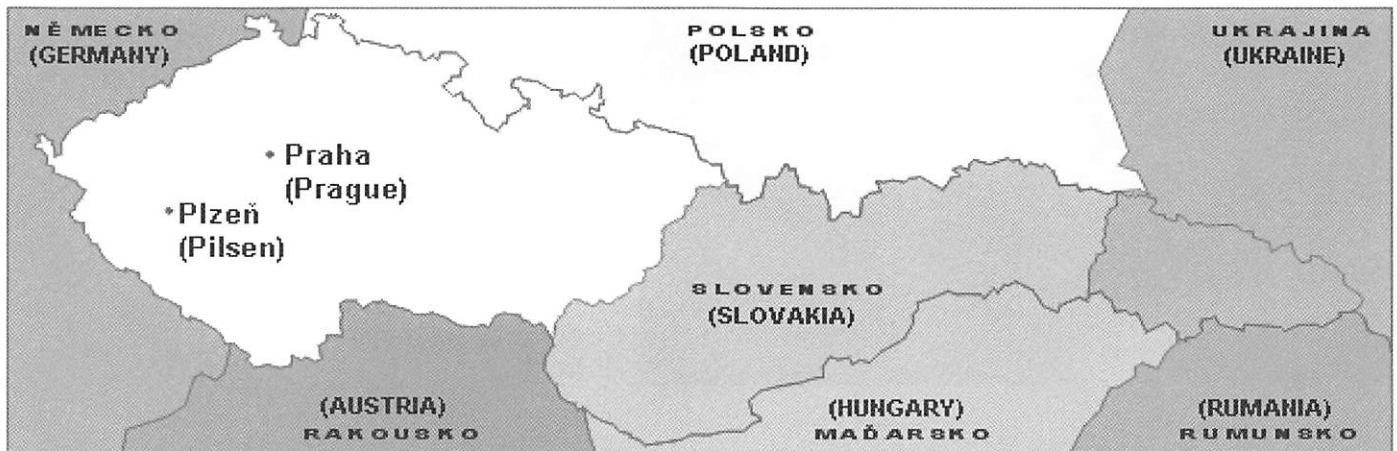 NĚMECKO
(GERMANY)
POLSKO
(POLAND)
UKRAJINA
(UKRAINE)
Praha
(Prague)
Plzeň
(Pilsen)
SLOVENSKO
(SLOVAKIA)
(AUSTRIA)
RAKOUSKO
(HUNGARY)
MAĎARSKO
(RUMANIA)
RUMUNSKO